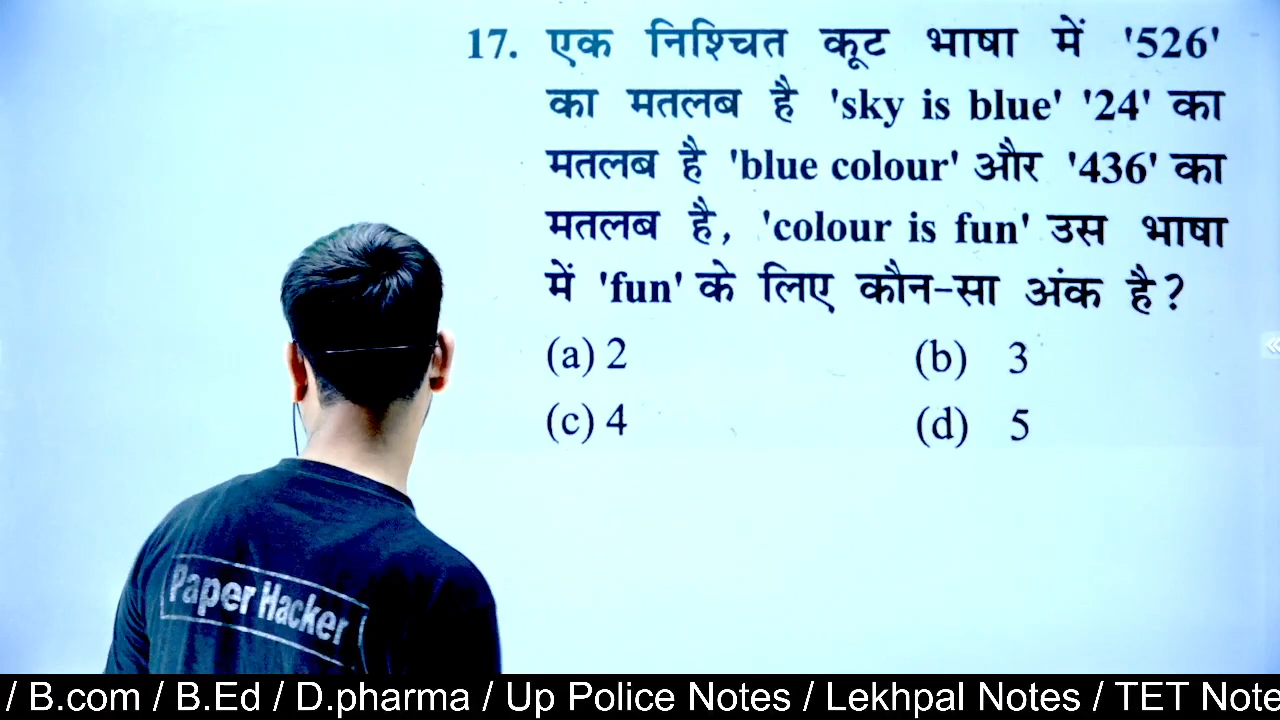 17. एक निश्चित कूट भाषा में '526'
का मतलब है 'sky is blue' '24' का
मतलब है 'blue colour' और '436' का
मतलब है, 'colour is fun' उस भाषा
में 'fun' के लिए कौन-सा अंक है?
(a) 2 (b) 3
(c) 4 (d) 5
«
Paper Hacker
/ B.com / B.Ed / D.pharma / Up Police Notes / Lekhpal Notes / TET Note